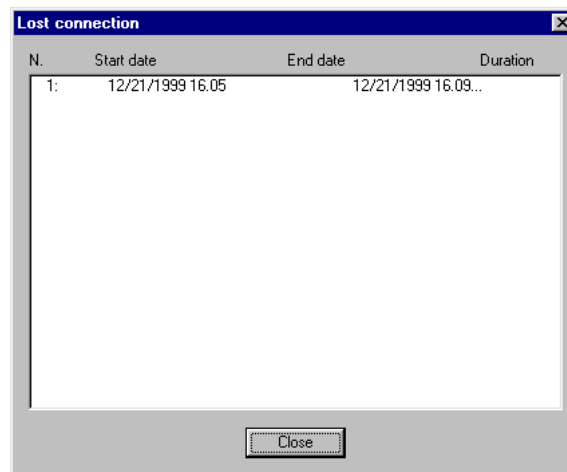 Lost connection
N. Start date End date Duration
1: 12/21/1999 16.05 12/21/1999 16.09...
Close